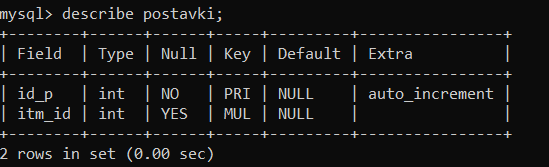 mysql> describe postavki;
+--------+------+------+-----+---------+----------------+
| Field  | Type | Null | Key | Default | Extra          |
+--------+------+------+-----+---------+----------------+
| id_p   | int  | NO   | PRI | NULL    | auto_increment |
| itm_id | int  | YES  | MUL | NULL    |                |
+--------+------+------+-----+---------+----------------+
2 rows in set (0.00 sec)